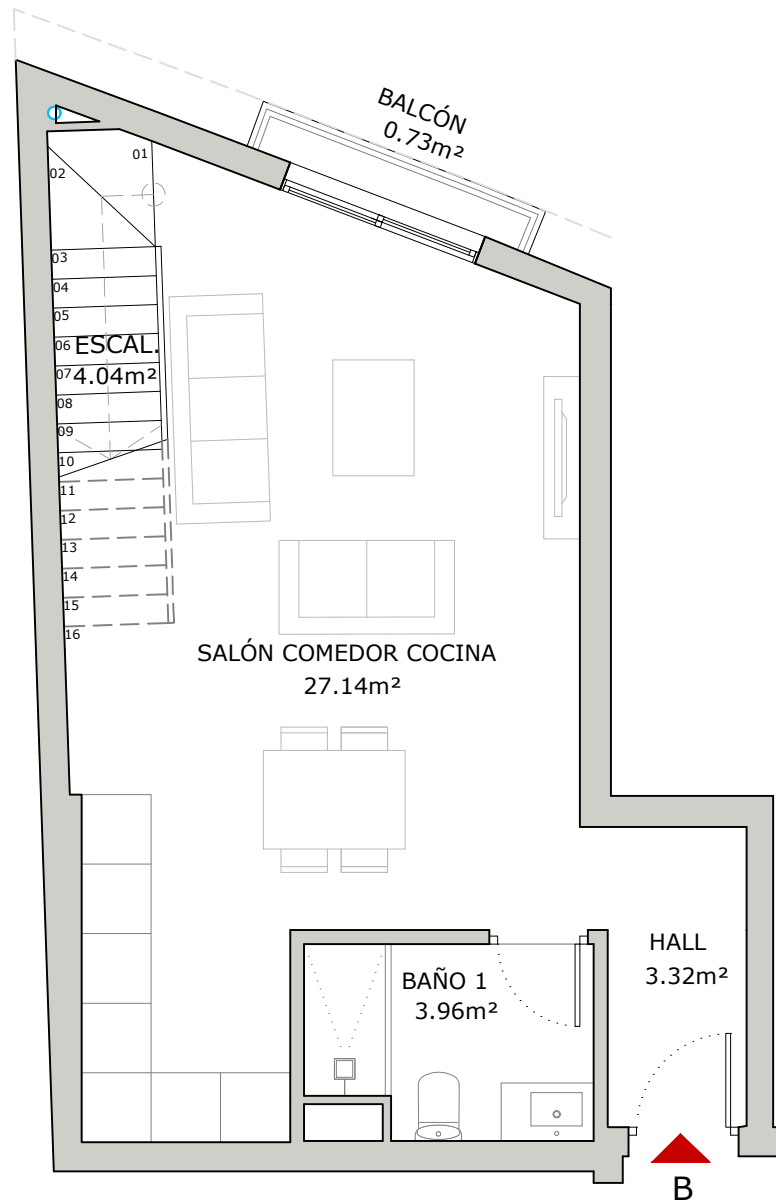 BALCÓN
0.73m²
01
02
03
04
05
06
ESCAL.
07
4.04m²
08
09
10
11
12
13
14
15
16
SALÓN COMEDOR COCINA
27.14m²
HALL
3.32m²
BAÑO 1
3.96m²
B